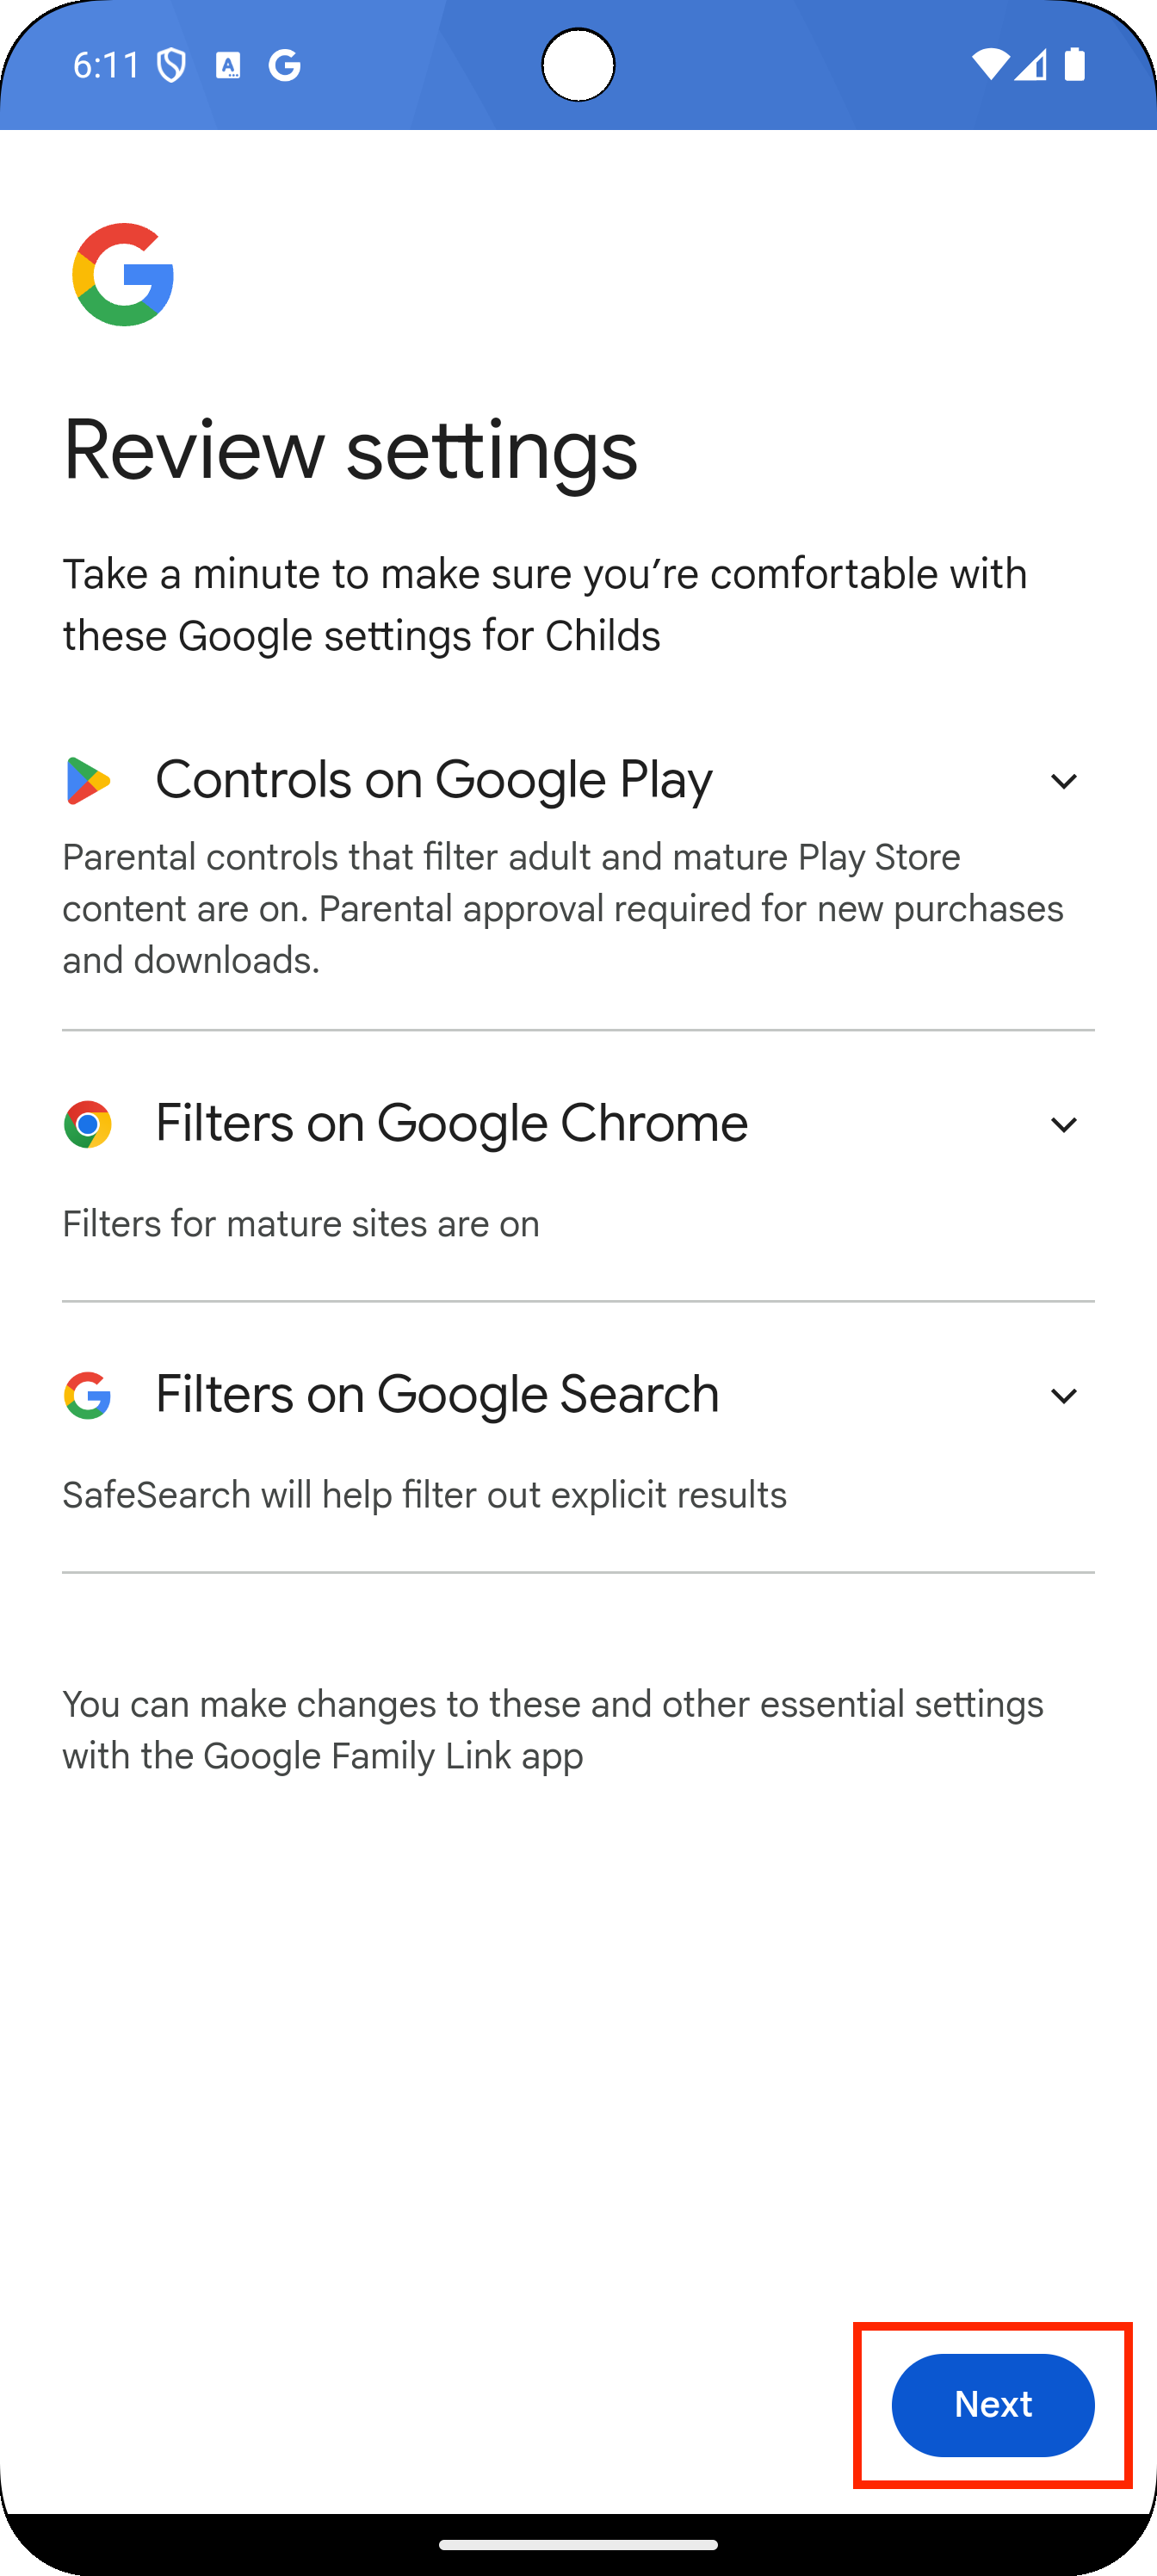 6:11
Review settings
Take a minute to make sure you’re comfortable with
these Google settings for Childs
Controls on Google Play
Parental controls that filter adult and mature Play Store
content are on. Parental approval required for new purchases
and downloads.
Filters on Google Chrome
Filters for mature sites are on
Filters on Google Search
SafeSearch will help filter out explicit results
You can make changes to these and other essential settings
with the Google Family Link app
Next